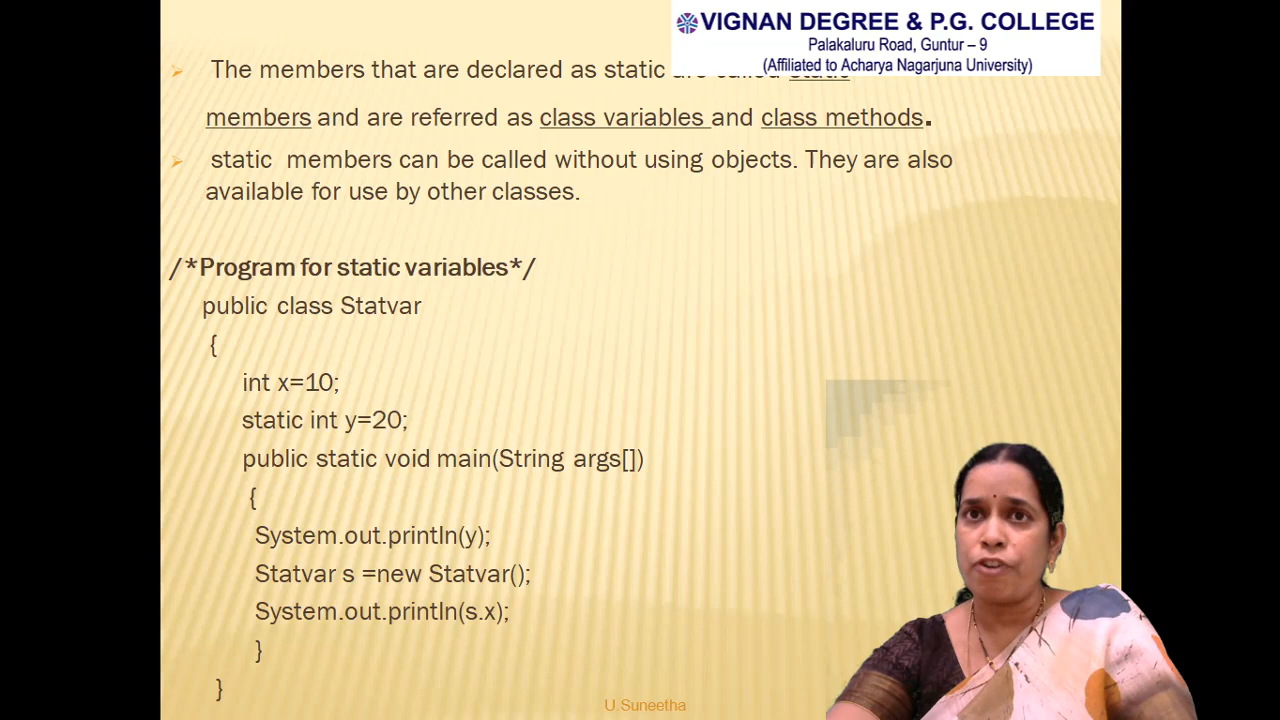 VIGNAN DEGREE & P.G. COLLEGE
Palakaluru Road, Guntur – 9
(Affiliated to Acharya Nagarjuna University)
The members that are declared as static are called static
members and are referred as class variables and class methods.
static members can be called without using objects. They are also
available for use by other classes.
/*Program for static variables*/
public class Statvar
{
int x=10;
static int y=20;
public static void main(String args[])
{
System.out.println(y);
Statvar s =new Statvar();
System.out.println(s.x);
}
}
U.Suneetha